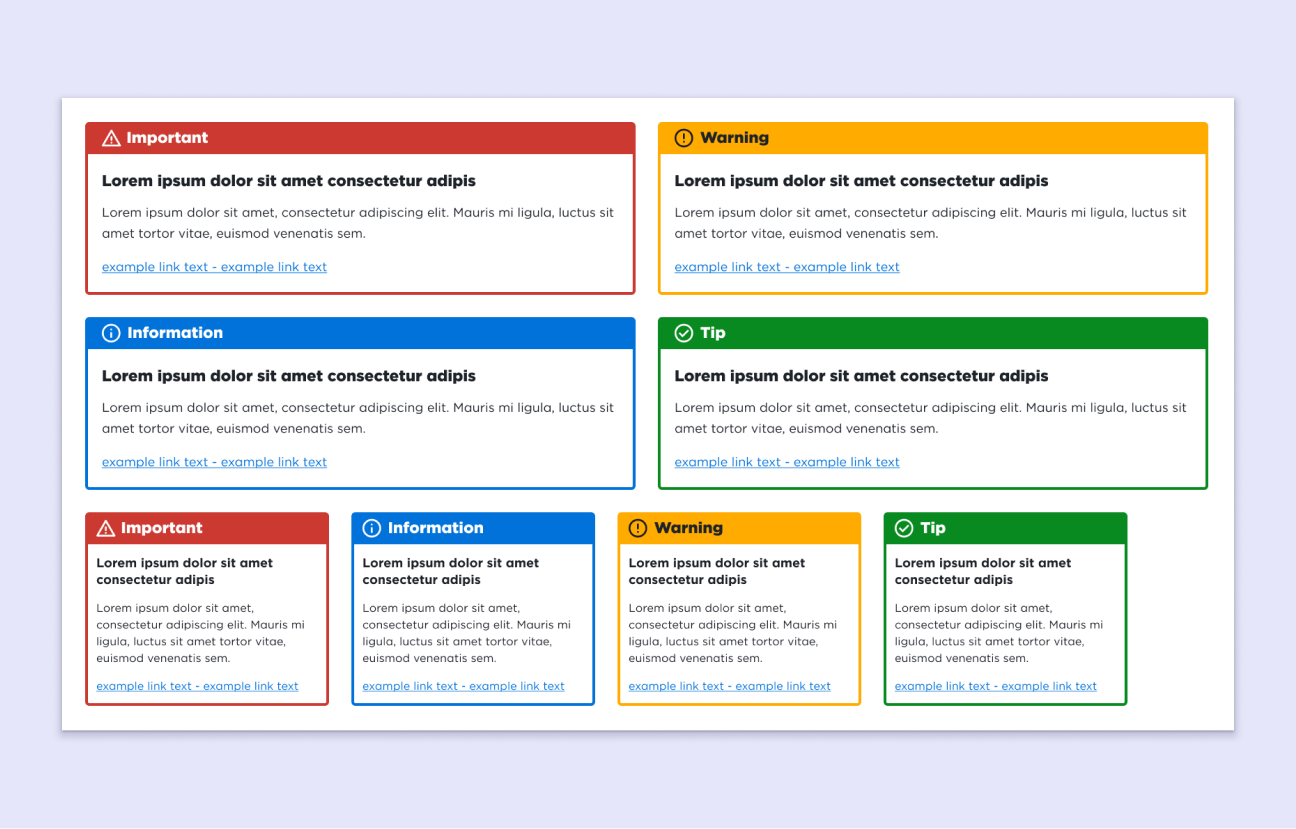 Important
Lorem ipsum dolor sit amet consectetur adipis
Lorem ipsum dolor sit amet, consectetur adipiscing elit. Mauris mi ligula, luctus sit
amet tortor vitae, euismod venenatis sem.
example link text - example link text
Warning
Lorem ipsum dolor sit amet consectetur adipis
Lorem ipsum dolor sit amet, consectetur adipiscing elit. Mauris mi ligula, luctus sit
amet tortor vitae, euismod venenatis sem.
example link text - example link text
Information
Lorem ipsum dolor sit amet consectetur adipis
Lorem ipsum dolor sit amet, consectetur adipiscing elit. Mauris mi ligula, luctus sit
amet tortor vitae, euismod venenatis sem.
example link text - example link text
Tip
Lorem ipsum dolor sit amet consectetur adipis
Lorem ipsum dolor sit amet, consectetur adipiscing elit. Mauris mi ligula, luctus sit
amet tortor vitae, euismod venenatis sem.
example link text - example link text
Important
Lorem ipsum dolor sit amet
consectetur adipis
Lorem ipsum dolor sit amet,
consectetur adipiscing elit. Mauris mi
ligula, luctus sit amet tortor vitae,
euismod venenatis sem.
example link text - example link text
Information
Lorem ipsum dolor sit amet
consectetur adipis
Lorem ipsum dolor sit amet,
consectetur adipiscing elit. Mauris mi
ligula, luctus sit amet tortor vitae,
euismod venenatis sem.
example link text - example link text
Warning
Lorem ipsum dolor sit amet
consectetur adipis
Lorem ipsum dolor sit amet,
consectetur adipiscing elit. Mauris mi
ligula, luctus sit amet tortor vitae,
euismod venenatis sem.
example link text - example link text
Tip
Lorem ipsum dolor sit amet
consectetur adipis
Lorem ipsum dolor sit amet,
consectetur adipiscing elit. Mauris mi
ligula, luctus sit amet tortor vitae,
euismod venenatis sem.
example link text - example link text